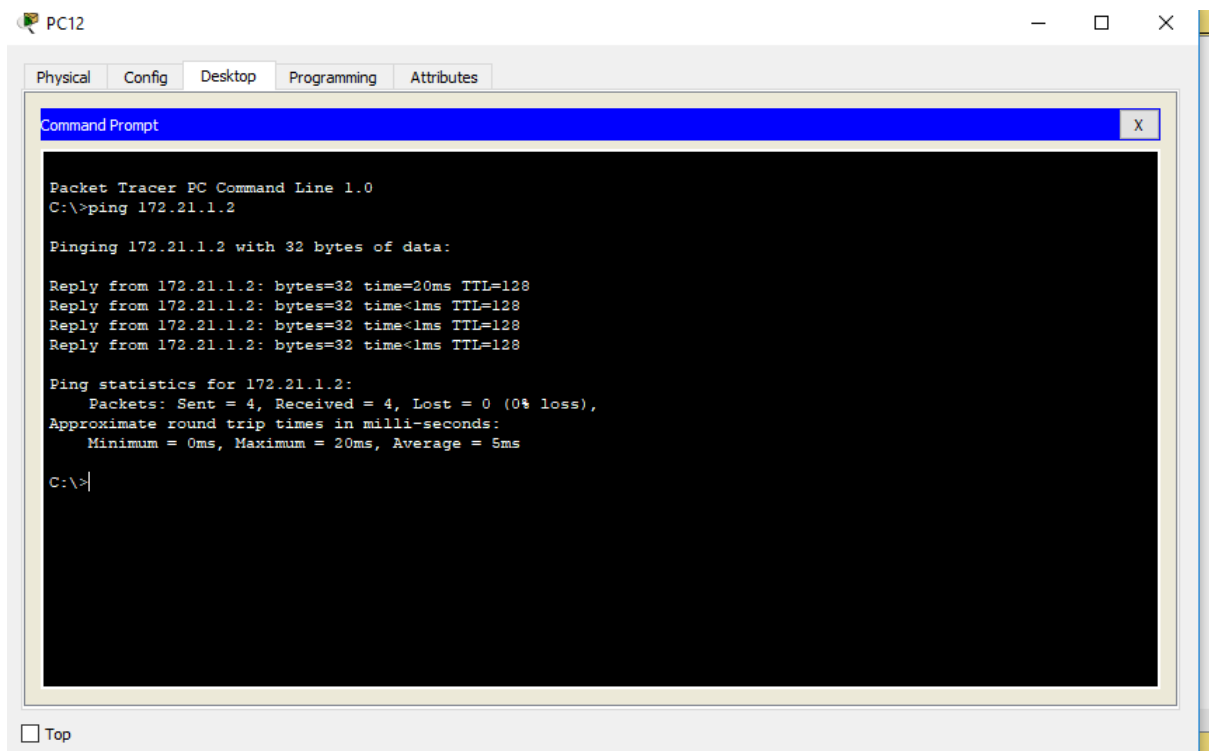 PC12
Physical Config Desktop Programming Attributes
Command Prompt X
Packet Tracer PC Command Line 1.0
C:\>ping 172.21.1.2
Pinging 172.21.1.2 with 32 bytes of data:
Reply from 172.21.1.2: bytes=32 time=20ms TTL=128
Reply from 172.21.1.2: bytes=32 time<1ms TTL=128
Reply from 172.21.1.2: bytes=32 time<1ms TTL=128
Reply from 172.21.1.2: bytes=32 time<1ms TTL=128
Ping statistics for 172.21.1.2:
Packets: Sent = 4, Received = 4, Lost = 0 (0% loss),
Approximate round trip times in milli-seconds:
Minimum = 0ms, Maximum = 20ms, Average = 5ms
C:\>
Top